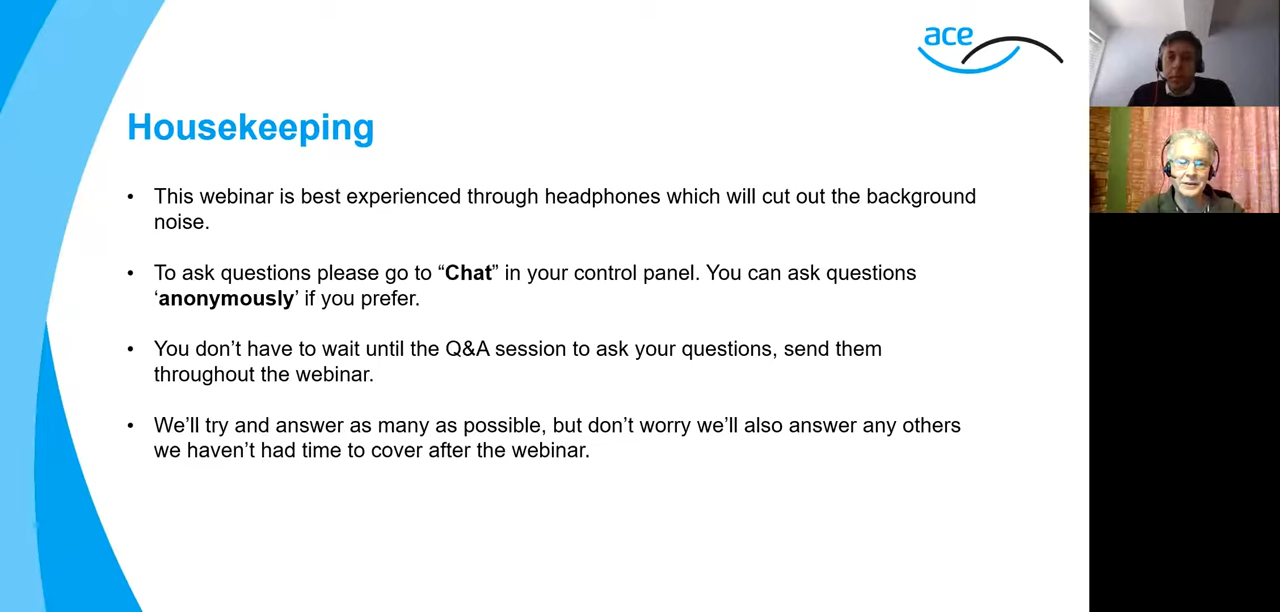 ace
Housekeeping
• This webinar is best experienced through headphones which will cut out the background
noise.
• To ask questions please go to “Chat” in your control panel. You can ask questions
‘anonymously’ if you prefer.
• You don’t have to wait until the Q&A session to ask your questions, send them
throughout the webinar.
• We’ll try and answer as many as possible, but don’t worry we’ll also answer any others
we haven’t had time to cover after the webinar.